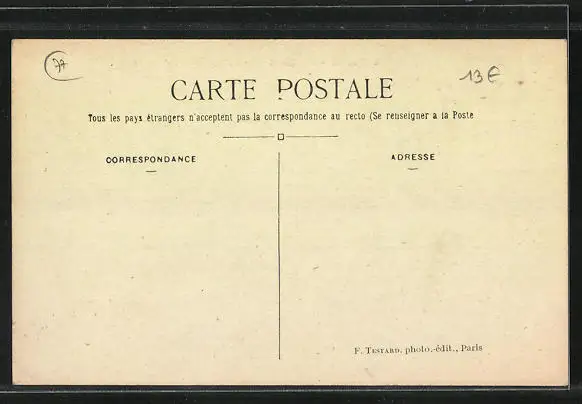 77
13€
CARTE POSTALE
Tous les pays étrangers n'acceptent pas la correspondance au recto (Se renseigner a la Poste
CORRESPONDANCE
ADRESSE
F. TESTARD, photo.-édit., Paris